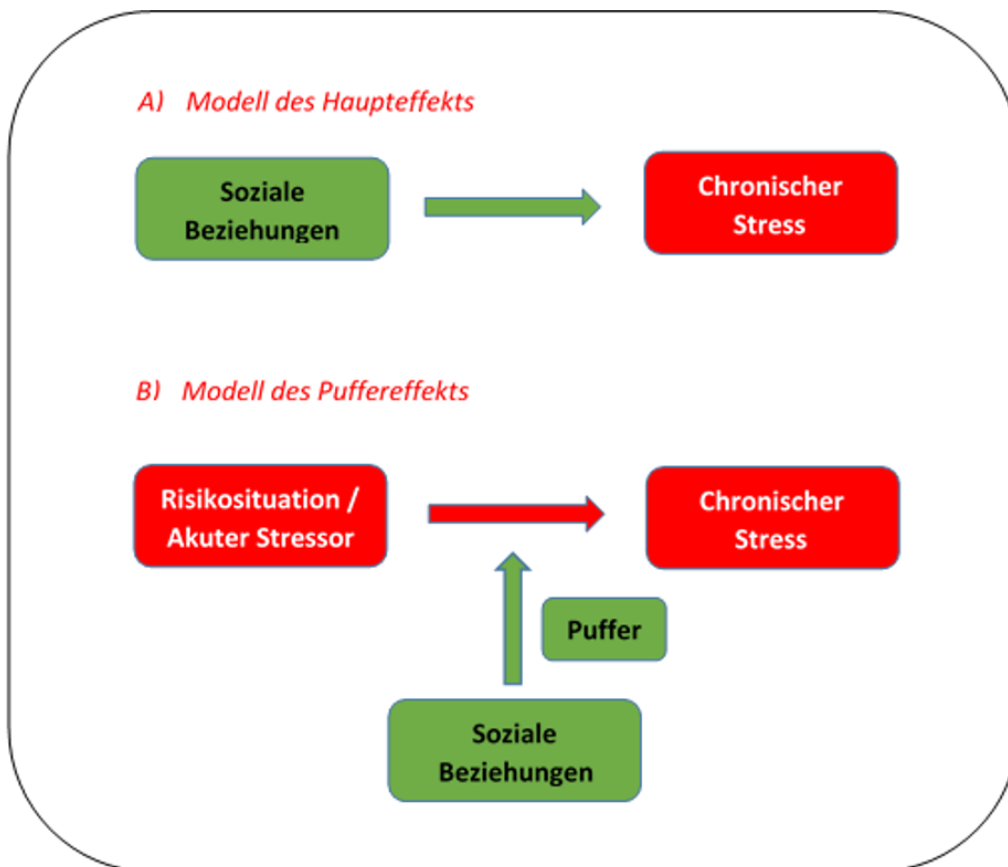 A) Modell des Haupteffekts
Soziale
Beziehungen
Chronischer
Stress
B) Modell des Puffereffekts
Risikosituation /
Akuter Stressor
Chronischer
Stress
Puffer
Soziale
Beziehungen